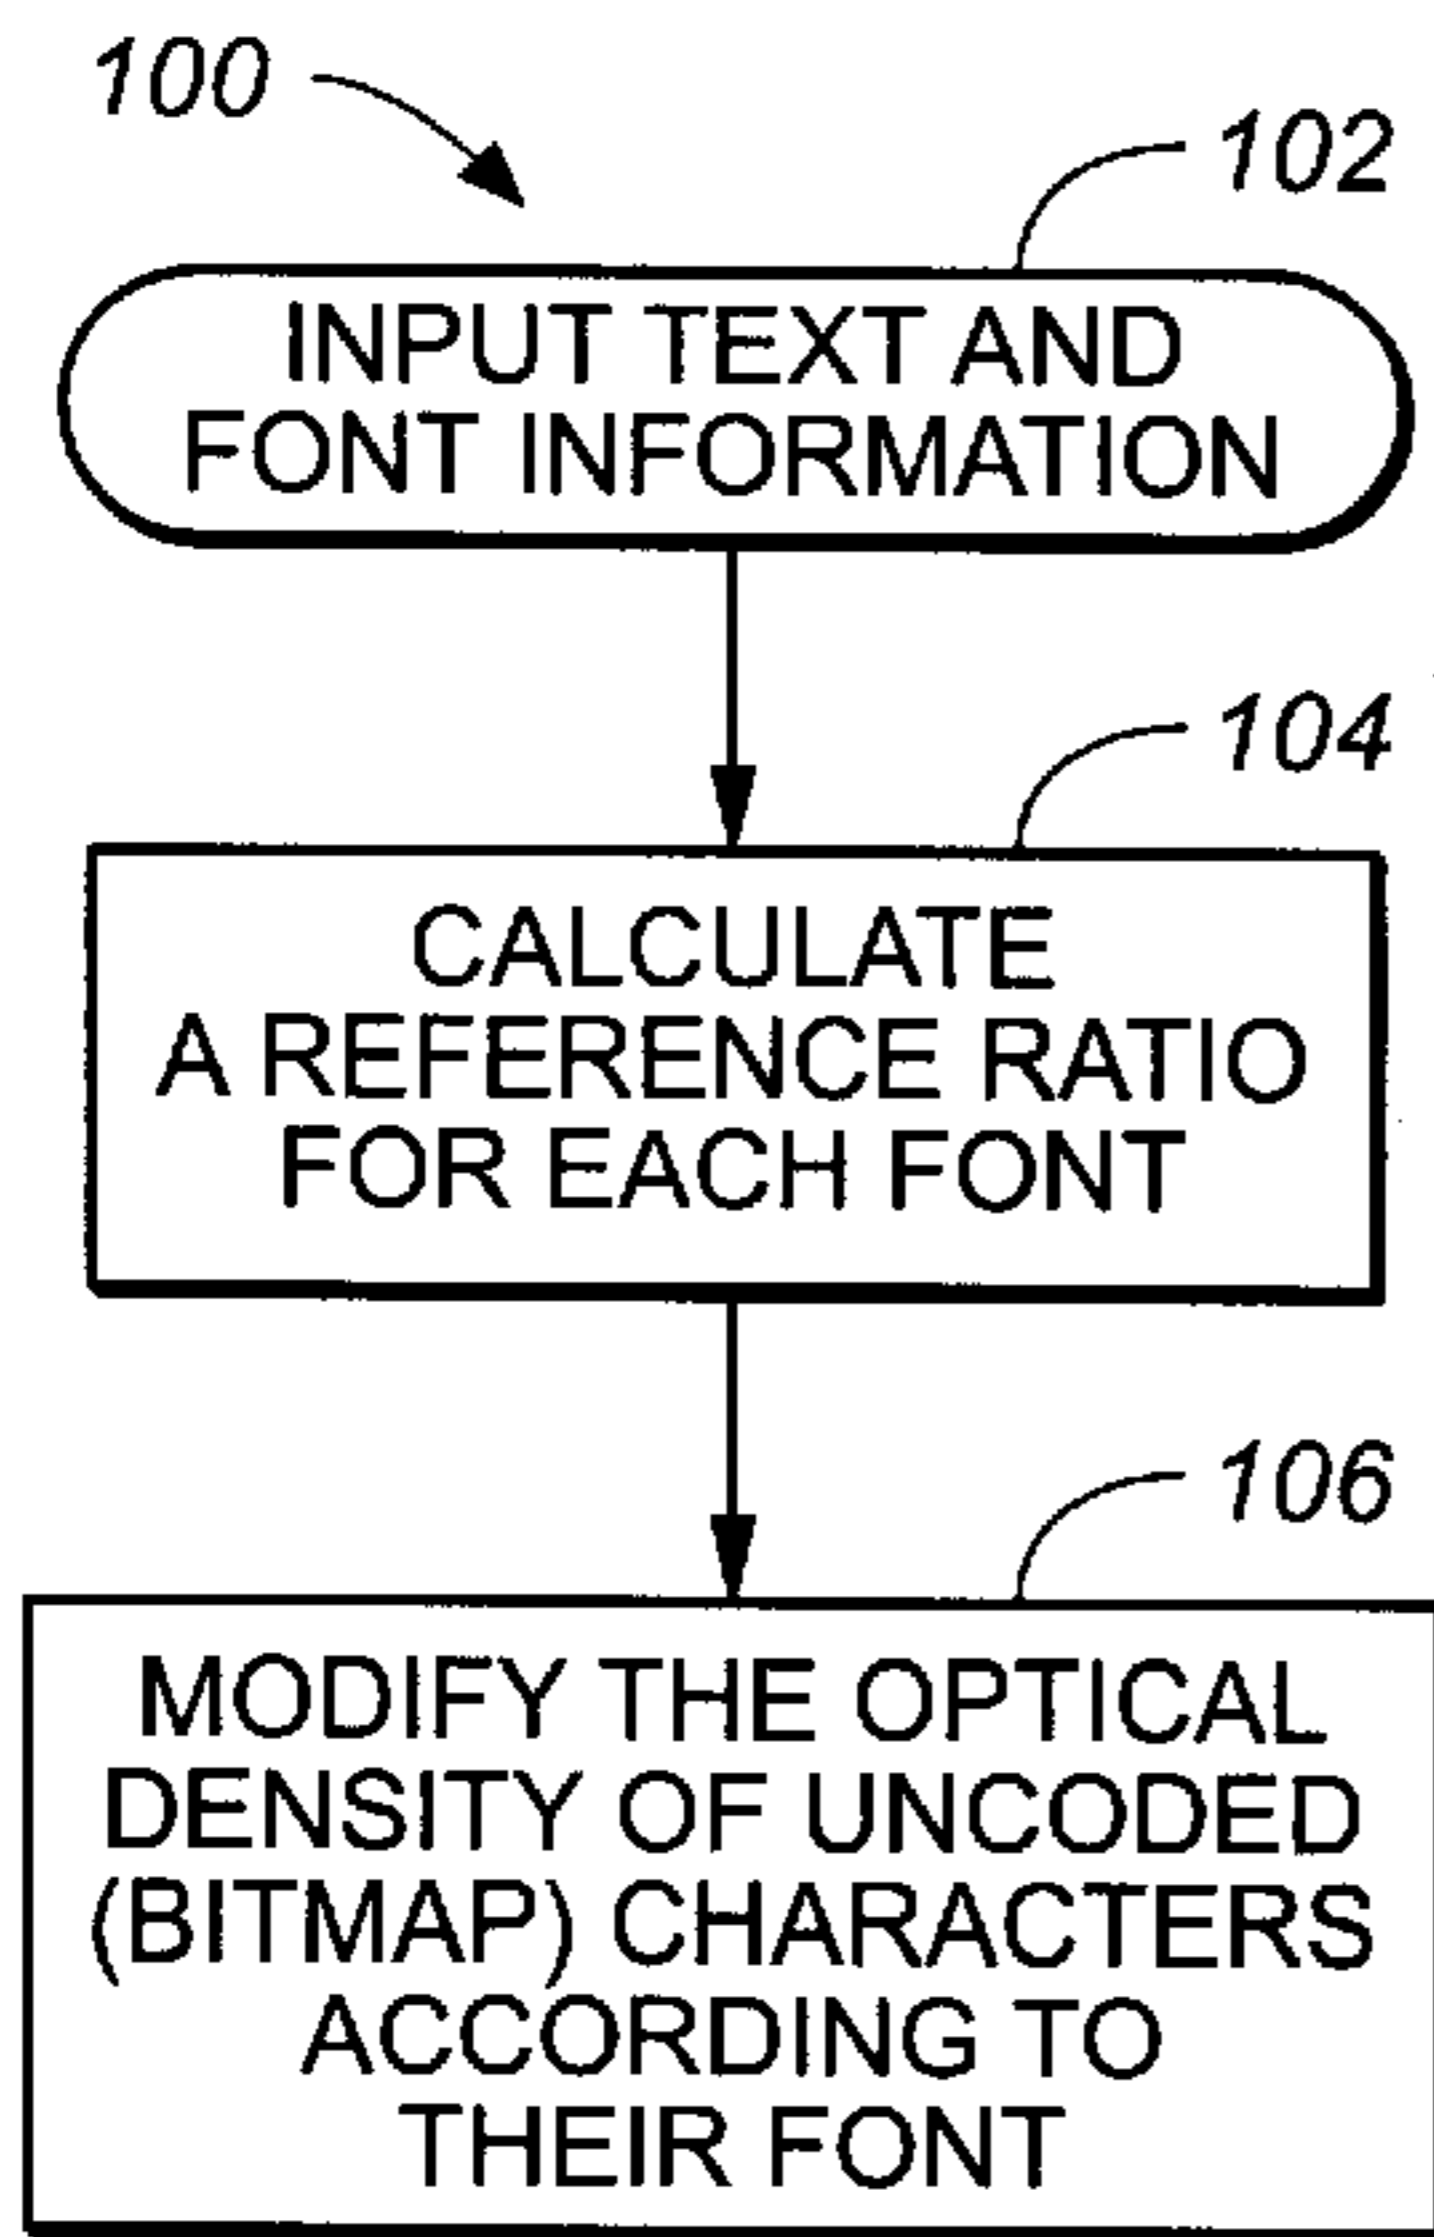 100
102
INPUT TEXT AND
FONT INFORMATION
104
CALCULATE
A REFERENCE RATIO
FOR EACH FONT
106
MODIFY THE OPTICAL
DENSITY OF UNCODED
(BITMAP) CHARACTERS
ACCORDING TO
THEIR FONT